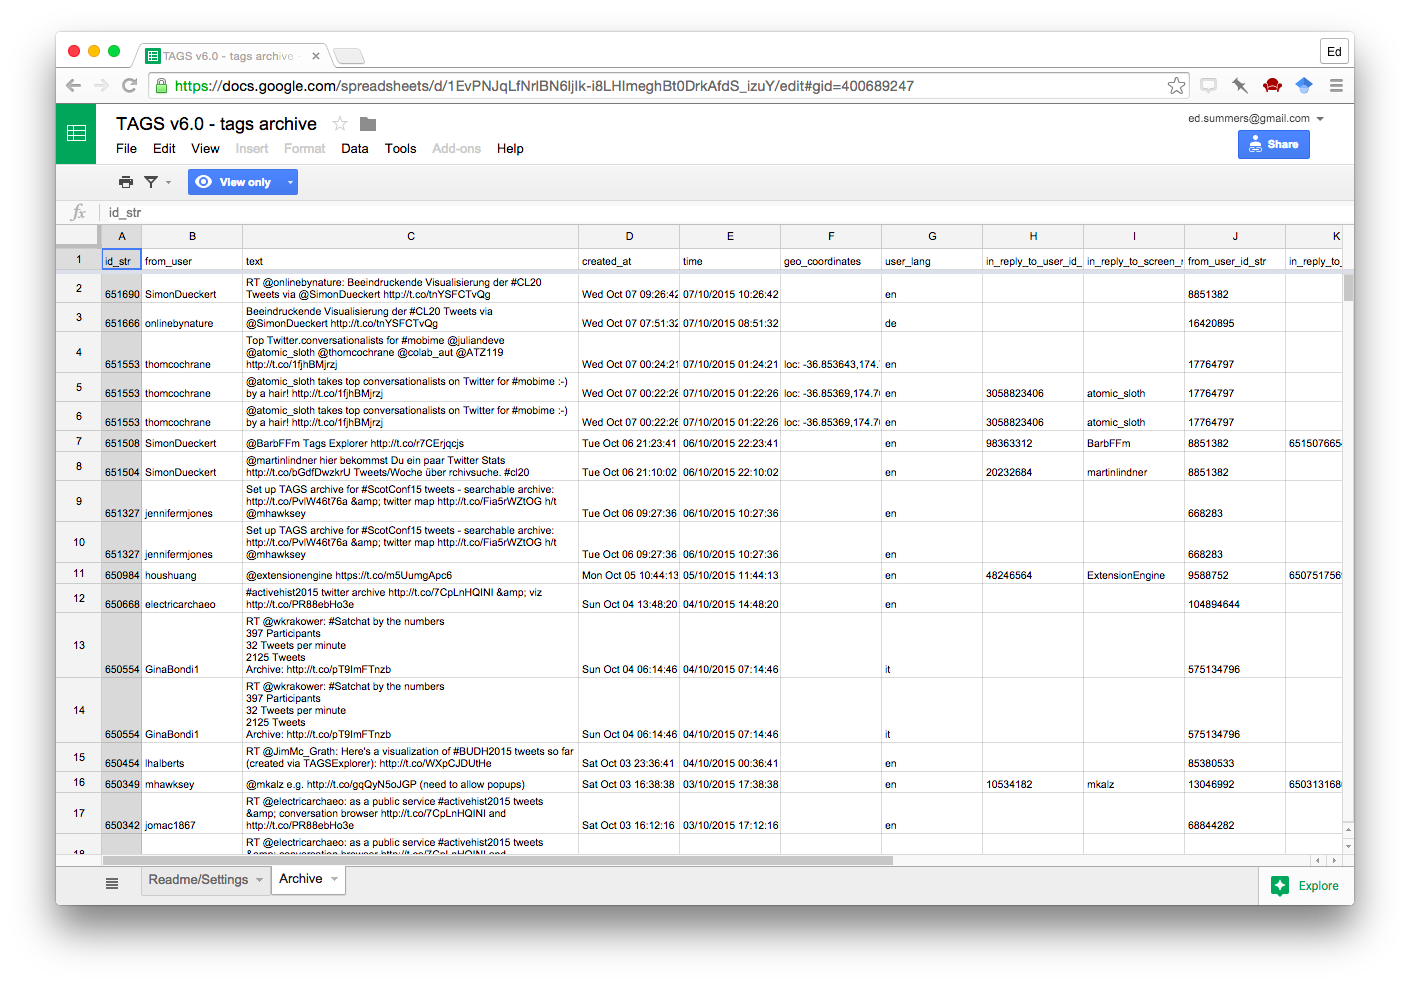 TAGS v6.0 - tags archive
Ed
https://docs.google.com/spreadsheets/d/1EvPNJqLfNrlBN6ljIk-i8LHImeghBt0DrkAfdS_izuY/edit#gid=400689247
TAGS v6.0 - tags archive
ed.summers@gmail.com
File Edit View Insert Format Data Tools Add-ons Help
Share
View only
fx id_str
A B C D E F G H I J K
1 id_str from_user text created_at time geo_coordinates user_lang in_reply_to_user_id_ in_reply_to_screen_r from_user_id_str in_reply_to_
RT @onlinebynature: Beeindruckende Visualisierung der #CL20
2 651690 SimonDueckert Tweets via @SimonDueckert http://t.co/tnYSFCTvQg Wed Oct 07 09:26:42 07/10/2015 10:26:42 en 8851382
Beeindruckende Visualisierung der #CL20 Tweets via
3 651666 onlinebynature @SimonDueckert http://t.co/tnYSFCTvQg Wed Oct 07 07:51:32 07/10/2015 08:51:32 de 16420895
Top Twitter.conversationalists for #mobime @juliandeve
4 @atomic_sloth @thomcochrane @colab_aut @ATZ119
651553 thomcochrane http://t.co/1fjhBMjrzj Wed Oct 07 00:24:21 07/10/2015 01:24:21 loc: -36.853643,174. en 17764797
@atomic_sloth takes top conversationalists on Twitter for #mobime :-)
5 651553 thomcochrane by a hair! http://t.co/1fjhBMjrzj Wed Oct 07 00:22:26 07/10/2015 01:22:26 loc: -36.85369,174.7 en 3058823406 atomic_sloth 17764797
@atomic_sloth takes top conversationalists on Twitter for #mobime :-)
6 651553 thomcochrane by a hair! http://t.co/1fjhBMjrzj Wed Oct 07 00:22:26 07/10/2015 01:22:26 loc: -36.85369,174.7 en 3058823406 atomic_sloth 17764797
7 651508 SimonDueckert @BarbFFm Tags Explorer http://t.co/r7CErjqcjs Tue Oct 06 21:23:41 06/10/2015 22:23:41 en 98363312 BarbFFm 8851382 651507665
@martinlindner hier bekommst Du ein paar Twitter Stats
8 651504 SimonDueckert http://t.co/bGdfDwzkrU Tweets/Woche über rchivsuche. #cl20 Tue Oct 06 21:10:02 06/10/2015 22:10:02 en 20232684 martinlindner 8851382
Set up TAGS archive for #ScotConf15 tweets - searchable archive:
9 http://t.co/PvlW46t76a &amp; twitter map http://t.co/Fia5rWZtOG h/t
651327 jennifermjones @mhawksey Tue Oct 06 09:27:36 06/10/2015 10:27:36 en 668283
Set up TAGS archive for #ScotConf15 tweets - searchable archive:
10 http://t.co/PvlW46t76a &amp; twitter map http://t.co/Fia5rWZtOG h/t
651327 jennifermjones @mhawksey Tue Oct 06 09:27:36 06/10/2015 10:27:36 en 668283
11 650984 houshuang @extensionengine https://t.co/m5UumgApc6 Mon Oct 05 10:44:13 05/10/2015 11:44:13 en 48246564 ExtensionEngine 9588752 650751756
#activehist2015 twitter archive http://t.co/7CpLnHQINI &amp; viz
12 650668 electricarchaeo http://t.co/PR88ebHo3e Sun Oct 04 13:48:20 04/10/2015 14:48:20 en 104894644
RT @wkrakower: #Satchat by the numbers
397 Participants
13 32 Tweets per minute
2125 Tweets
650554 GinaBondi1 Archive: http://t.co/pT9ImFTnzb Sun Oct 04 06:14:46 04/10/2015 07:14:46 it 575134796
RT @wkrakower: #Satchat by the numbers
397 Participants
14 32 Tweets per minute
2125 Tweets
650554 GinaBondi1 Archive: http://t.co/pT9ImFTnzb Sun Oct 04 06:14:46 04/10/2015 07:14:46 it 575134796
RT @JimMc_Grath: Here's a visualization of #BUDH2015 tweets so far
15 650454 lhalberts (created via TAGSExplorer): http://t.co/WXpCJDUtHe Sat Oct 03 23:36:41 04/10/2015 00:36:41 en 85380533
16 650349 mhawksey @mkalz e.g. http://t.co/gqQyN5oJGP (need to allow popups) Sat Oct 03 16:38:38 03/10/2015 17:38:38 en 10534182 mkalz 13046992 650313168
RT @electricarchaeo: as a public service #activehist2015 tweets
17 &amp; conversation browser http://t.co/7CpLnHQINI and
650342 jomac1867 http://t.co/PR88ebHo3e Sat Oct 03 16:12:16 03/10/2015 17:12:16 en 68844282
RT @electricarchaeo: as a public service #activehist2015 tweets
18 &amp; conversation browser http://t.co/7CpLnHQINI and
Readme/Settings Archive
Explore